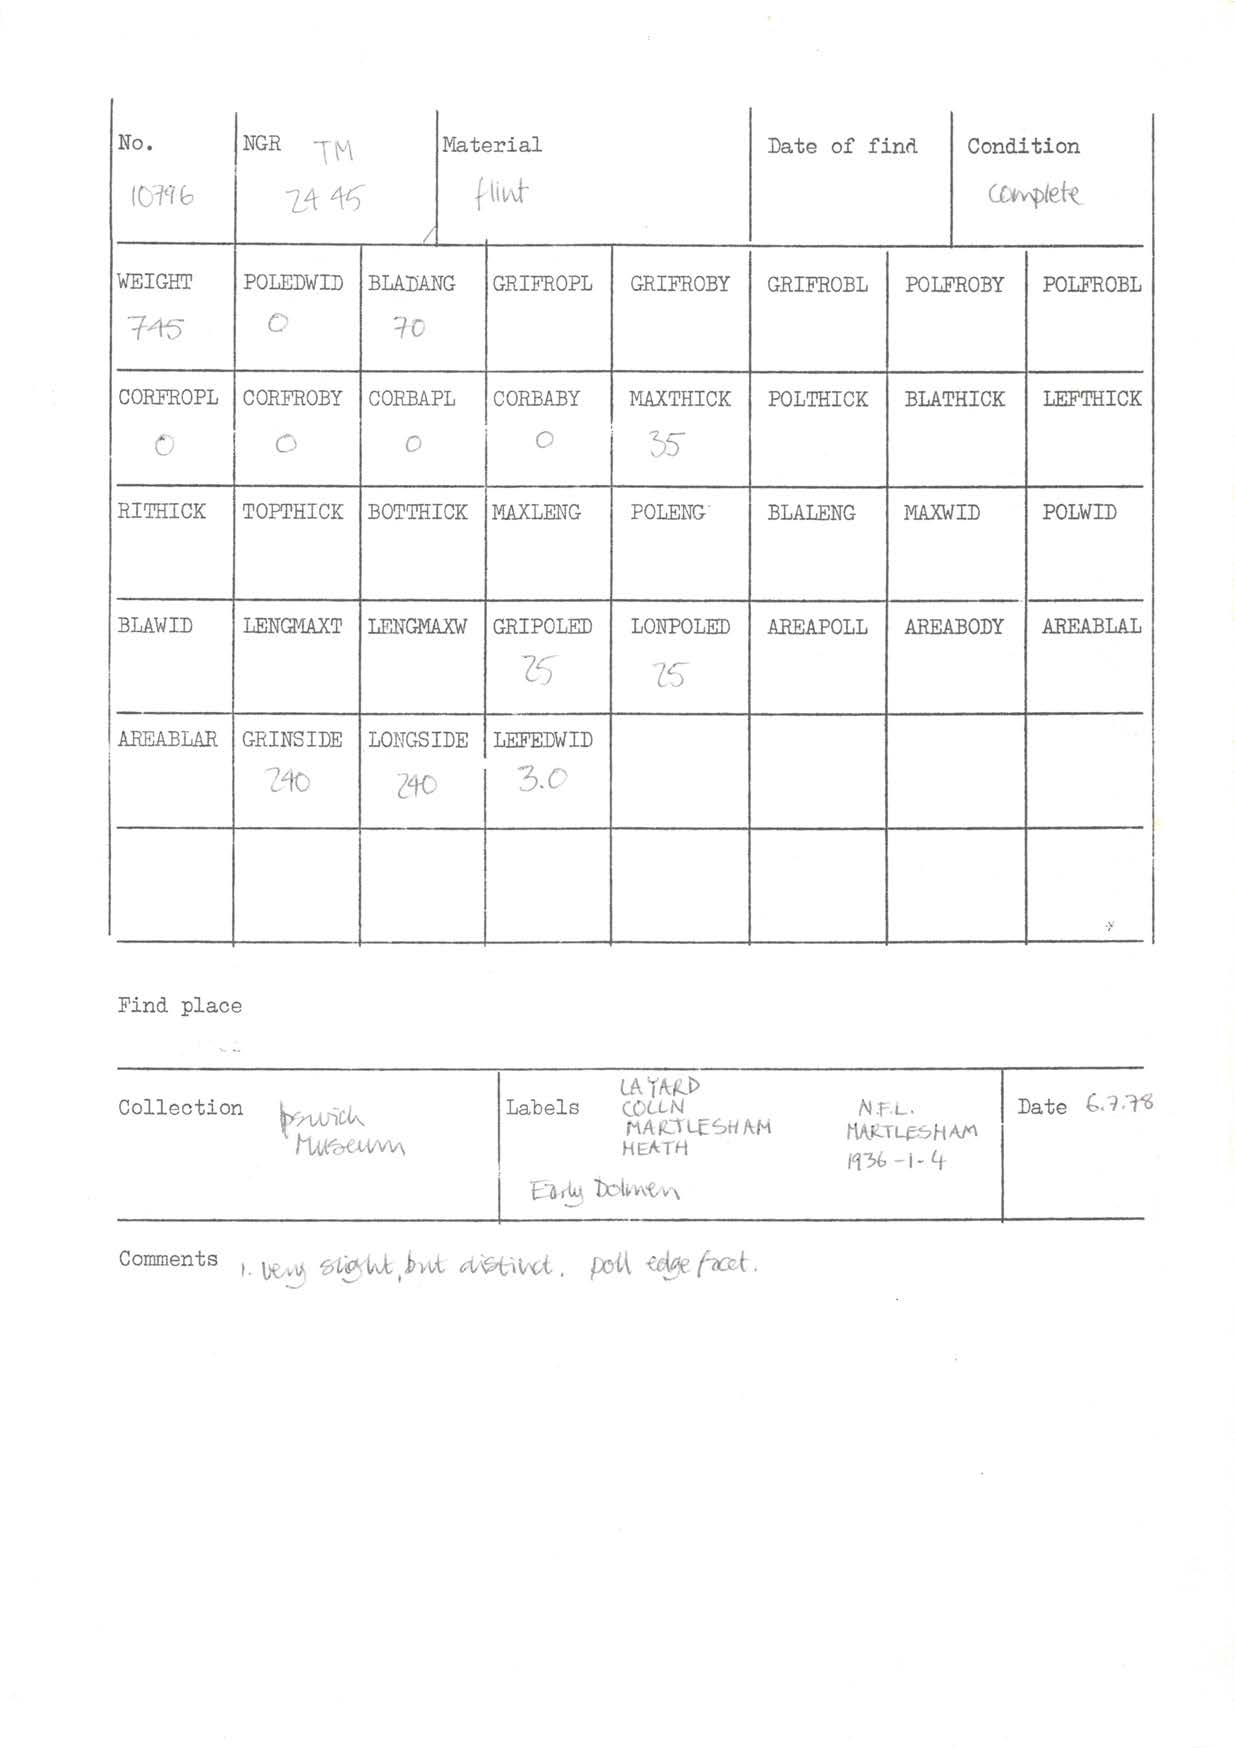 No. NGR TM Material Date of find Condition
10796 24 45 flint complete
WEIGHT POLEDWID BLADANG GRIFROPL GRIFROBY GRIFROBL POLFROBY POLFROBL
745 0 70
CORFROPL CORFROBY CORBAPL CORBABY MAXTHICK POLTHICK BLATHICK LEFTHICK
0 0 0 0 35
RITHICK TOPTHICK BOTTHICK MAXLENG POLENG BLALENG MAXWID POLWID
BLAWID LENGMAXT LENGMAXW GRIPOLED LONPOLED AREAPOLL AREABODY AREABLAL
25 25
AREABLAR GRINSIDE LONGSIDE LEFEDWID
240 240 3.0
Find place
Collection Ipswich Museum
Labels LAYARD
COLLN
MARTLESHAM
HEATH
N.F.L.
MARTLESHAM
1936-1-4
Early Dolmen
Date 6.7.78
Comments 1. very slight, but distinct. poll edge facet.